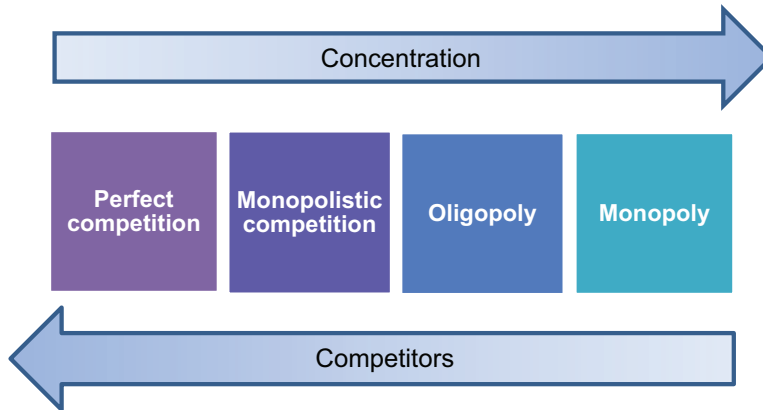 Concentration
Perfect
competition
Monopolistic
competition
Oligopoly
Monopoly
Competitors